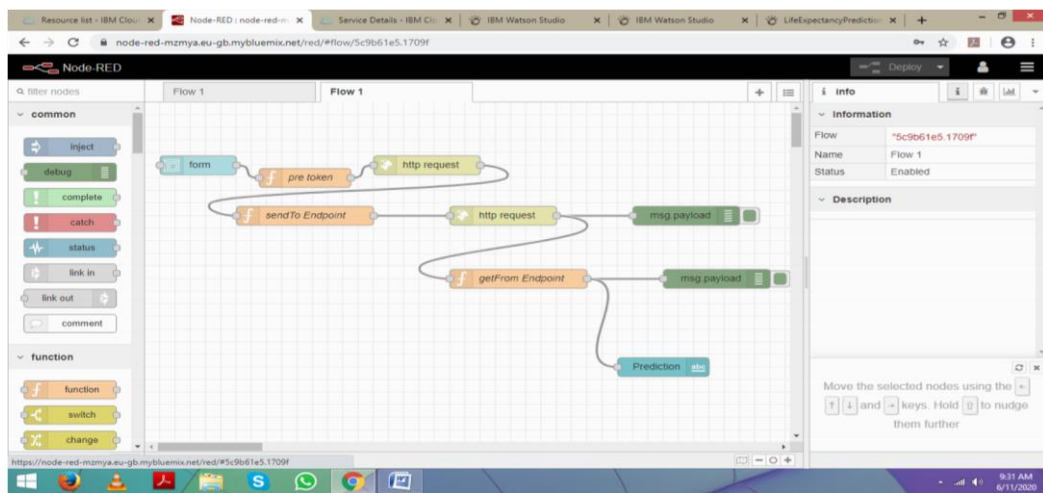 Resource list - IBM Clou
Node-RED | node-red-m
Service Details - IBM Clo
IBM Watson Studio
IBM Watson Studio
LifeExpectancyPrediction
node-red-mzmya.eu-gb.mybluemix.net/red/#flow/5c9b61e5.1709f
Node-RED
Deploy
filter nodes
Flow 1
Flow 1
info
common
Information
inject
Flow
"5c9b61e5.1709f"
form
http request
Name
Flow 1
debug
pre token
Status
Enabled
complete
Description
catch
sendTo Endpoint
http request
msg.payload
status
link in
getFrom Endpoint
msg.payload
link out
comment
function
Prediction
abc
function
Move the selected nodes using the ←
↑ ↓ and → keys. Hold ⇧ to nudge
them further
switch
change
https://node-red-mzmya.eu-gb.mybluemix.net/red/#5c9b61e5.1709f
9:31 AM
6/11/2020